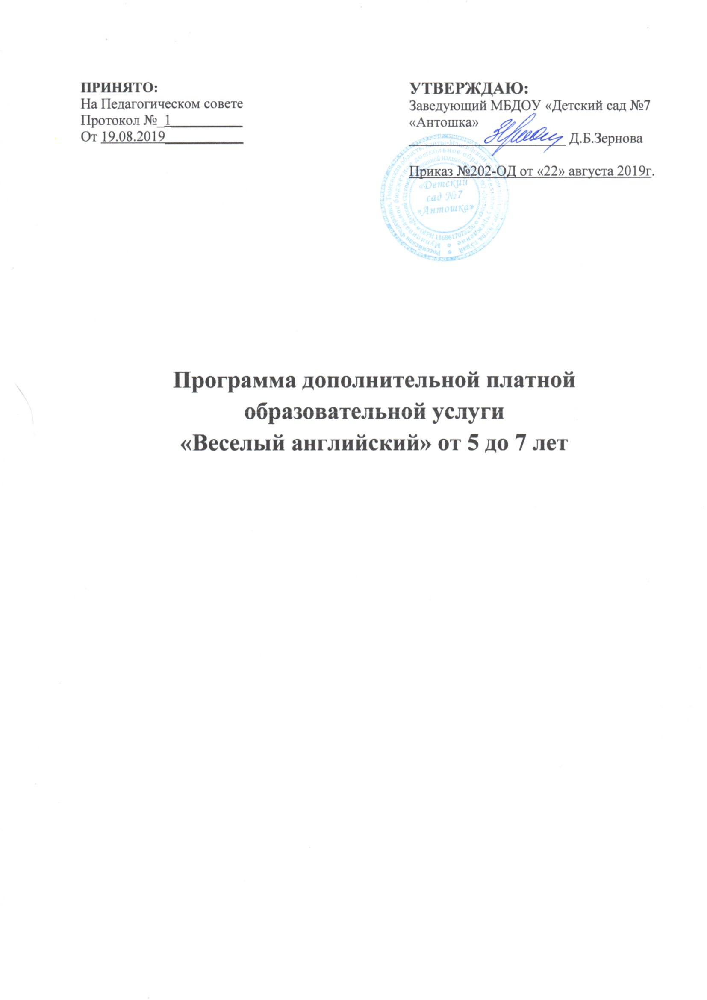 ПРИНЯТО:
На Педагогическом совете
Протокол №_1__________
От 19.08.2019___________
УТВЕРЖДАЮ:
Заведующий МБДОУ «Детский сад №7
«Антошка»
______________________ Д.Б.Зернова
Приказ №202-ОД от «22» августа 2019г.
«Детский
сад №7
«Антошка»
Программа дополнительной платной
образовательной услуги
«Веселый английский» от 5 до 7 лет